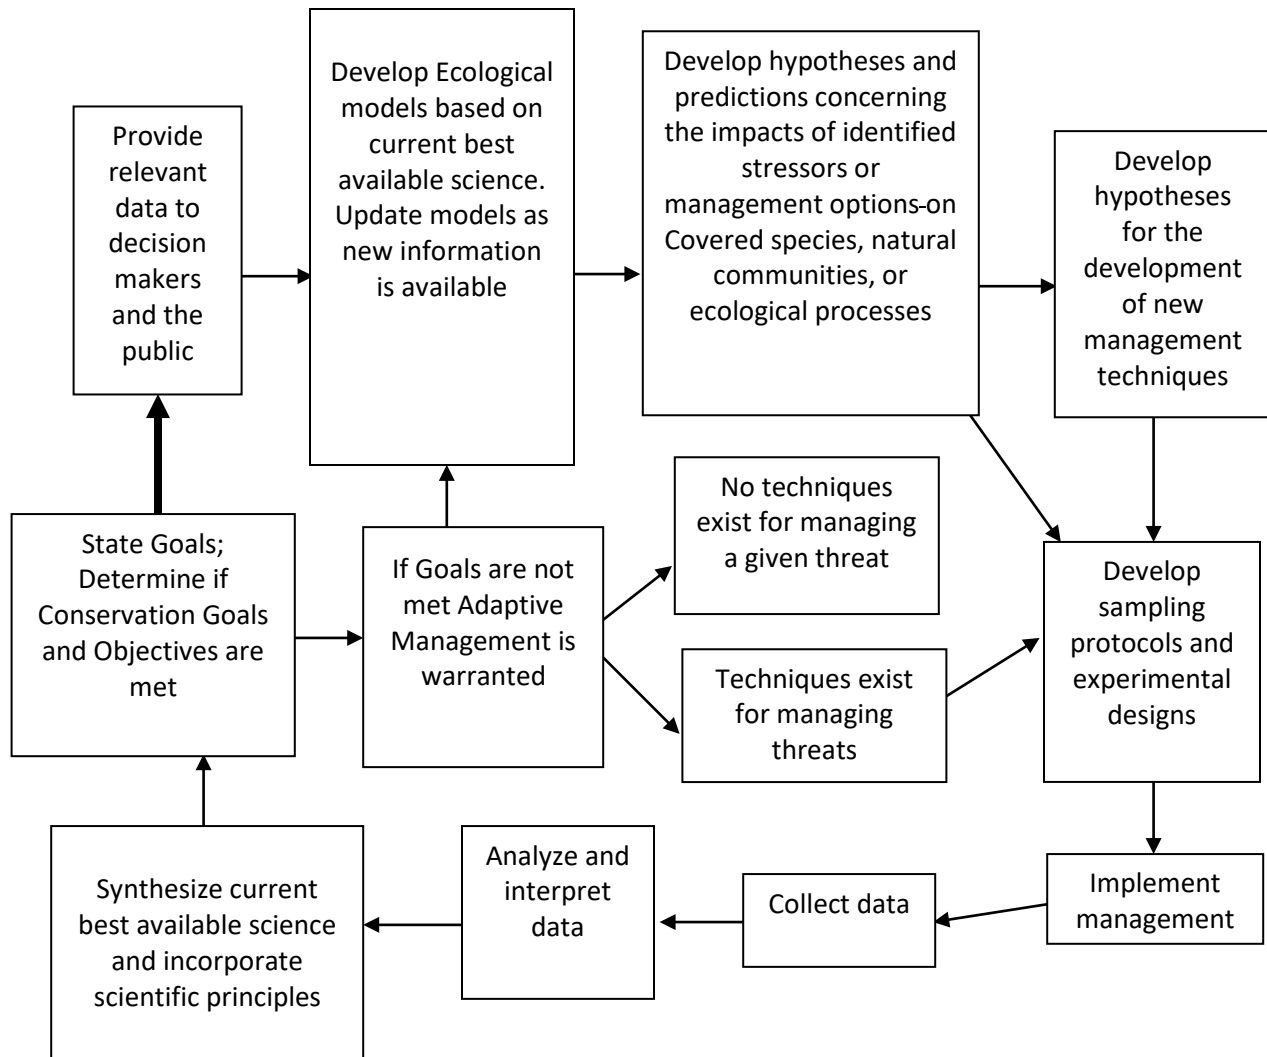 Provide
relevant
data to
decision
makers
and the
public
Develop Ecological
models based on
current best
available science.
Update models as
new information
is available
Develop hypotheses and
predictions concerning
the impacts of identified
stressors or
management options-on
Covered species, natural
communities, or
ecological processes
Develop
hypotheses
for the
development
of new
management
techniques
State Goals;
Determine if
Conservation Goals
and Objectives are
met
If Goals are not
met Adaptive
Management is
warranted
No techniques
exist for managing
a given threat
Techniques exist
for managing
threats
Develop
sampling
protocols and
experimental
designs
Synthesize current
best available science
and incorporate
scientific principles
Analyze and
interpret
data
Collect data
Implement
management